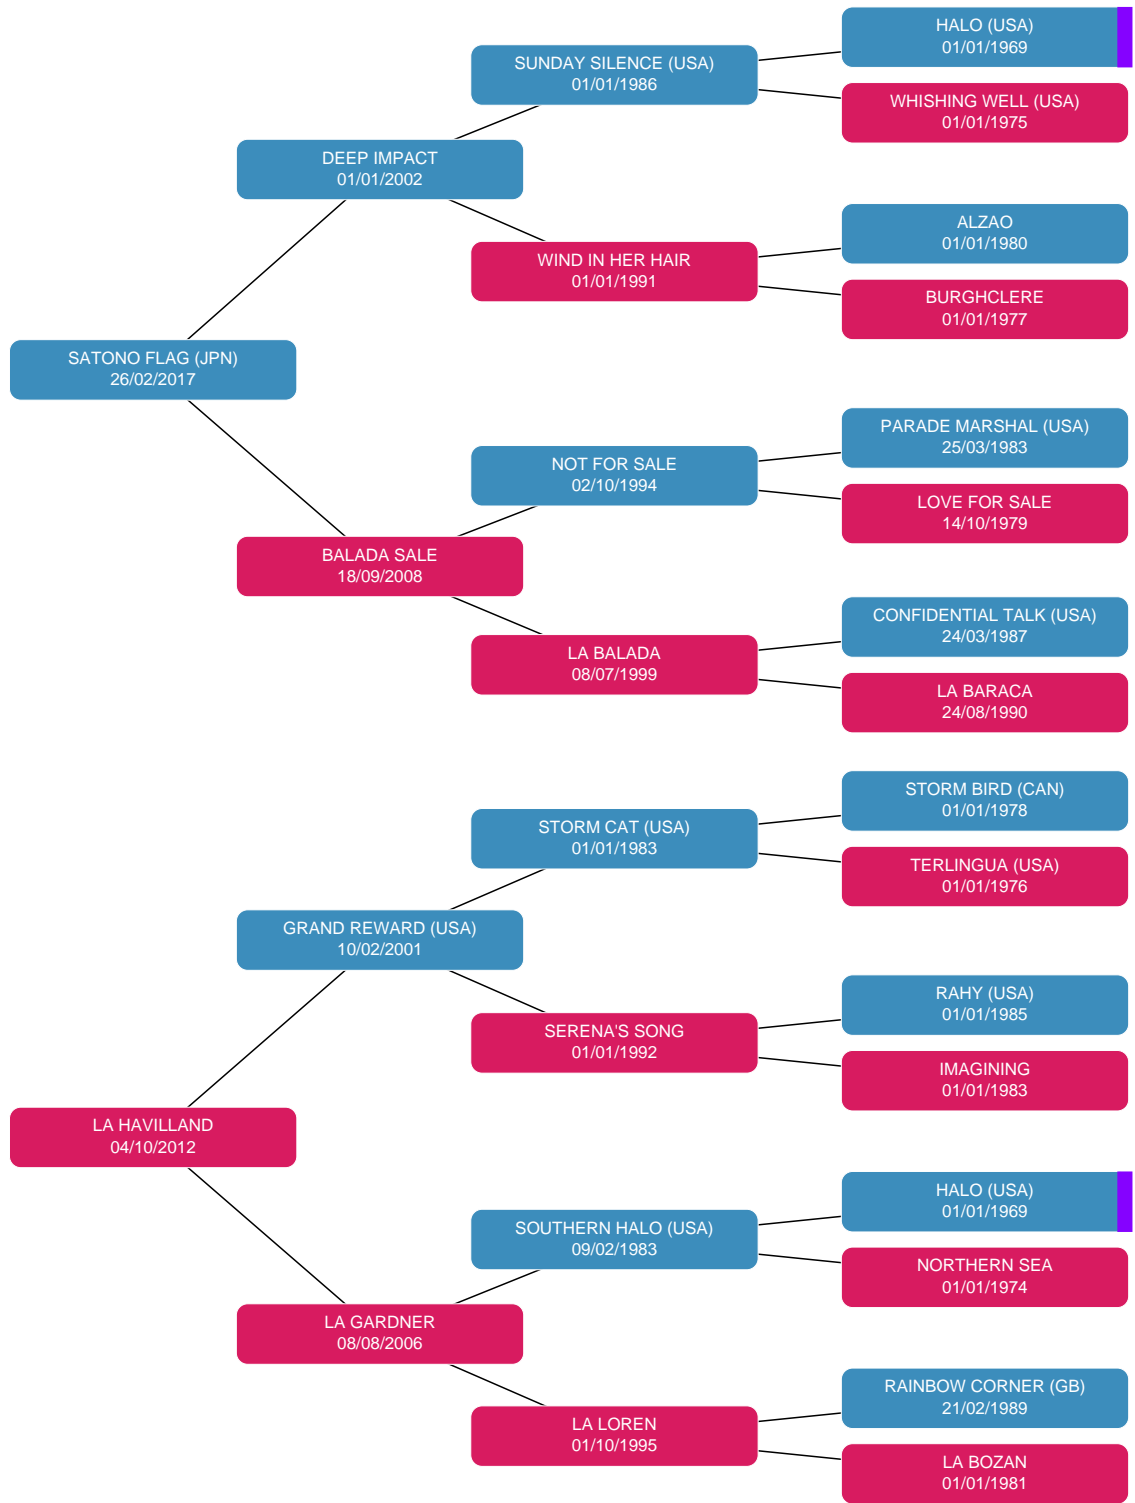 HALO (USA)
01/01/1969
SUNDAY SILENCE (USA)
01/01/1986
WHISHING WELL (USA)
01/01/1975
DEEP IMPACT
01/01/2002
ALZAO
01/01/1980
WIND IN HER HAIR
01/01/1991
BURGHCLERE
01/01/1977
SATONO FLAG (JPN)
26/02/2017
PARADE MARSHAL (USA)
25/03/1983
NOT FOR SALE
02/10/1994
LOVE FOR SALE
14/10/1979
BALADA SALE
18/09/2008
CONFIDENTIAL TALK (USA)
24/03/1987
LA BALADA
08/07/1999
LA BARACA
24/08/1990
STORM BIRD (CAN)
01/01/1978
STORM CAT (USA)
01/01/1983
TERLINGUA (USA)
01/01/1976
GRAND REWARD (USA)
10/02/2001
RAHY (USA)
01/01/1985
SERENA'S SONG
01/01/1992
IMAGINING
01/01/1983
LA HAVILLAND
04/10/2012
HALO (USA)
01/01/1969
SOUTHERN HALO (USA)
09/02/1983
NORTHERN SEA
01/01/1974
LA GARDNER
08/08/2006
RAINBOW CORNER (GB)
21/02/1989
LA LOREN
01/10/1995
LA BOZAN
01/01/1981